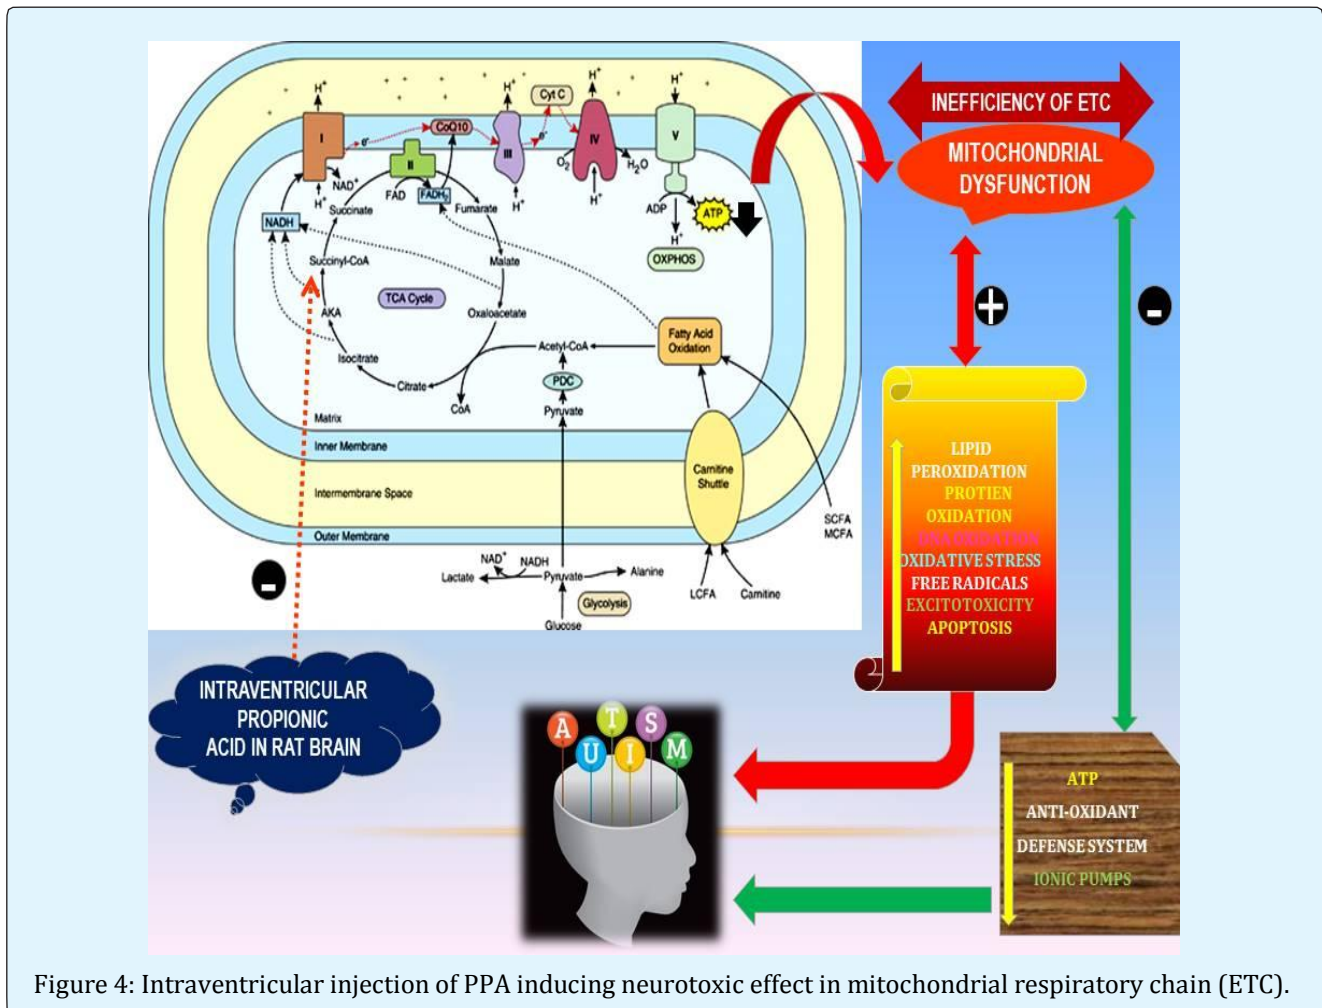 H⁺
H⁺
H⁺
H⁺
Cyt C
I
e⁻
CoQ10
III
e⁻
IV
V
II
O₂
H₂O
NAD⁺
H⁺
FAD
FADH₂
H⁺
H⁺
ADP
ATP
H⁺
OXPHOS
NADH
Succinate
Fumarate
Succinyl-CoA
Malate
TCA Cycle
AKA
Oxaloacetate
Isocitrate
Acetyl-CoA
Fatty Acid
Oxidation
Citrate
PDC
CoA
Pyruvate
Matrix
Inner Membrane
Intermembrane Space
Outer Membrane
Carnitine
Shuttle
SCFA
MCFA
NAD⁺
NADH
Lactate
Pyruvate
Alanine
LCFA
Carnitine
Glycolysis
Glucose
INEFFICIENCY OF ETC
MITOCHONDRIAL
DYSFUNCTION
+
-
-
LIPID
PEROXIDATION
PROTIEN
OXIDATION
DNA OXIDATION
OXIDATIVE STRESS
FREE RADICALS
EXCITOTOXICITY
APOPTOSIS
INTRAVENTRICULAR
PROPIONIC
ACID IN RAT BRAIN
A U T I S M
ATP
ANTI-OXIDANT
DEFENSE SYSTEM
IONIC PUMPS
Figure 4: Intraventricular injection of PPA inducing neurotoxic effect in mitochondrial respiratory chain (ETC).